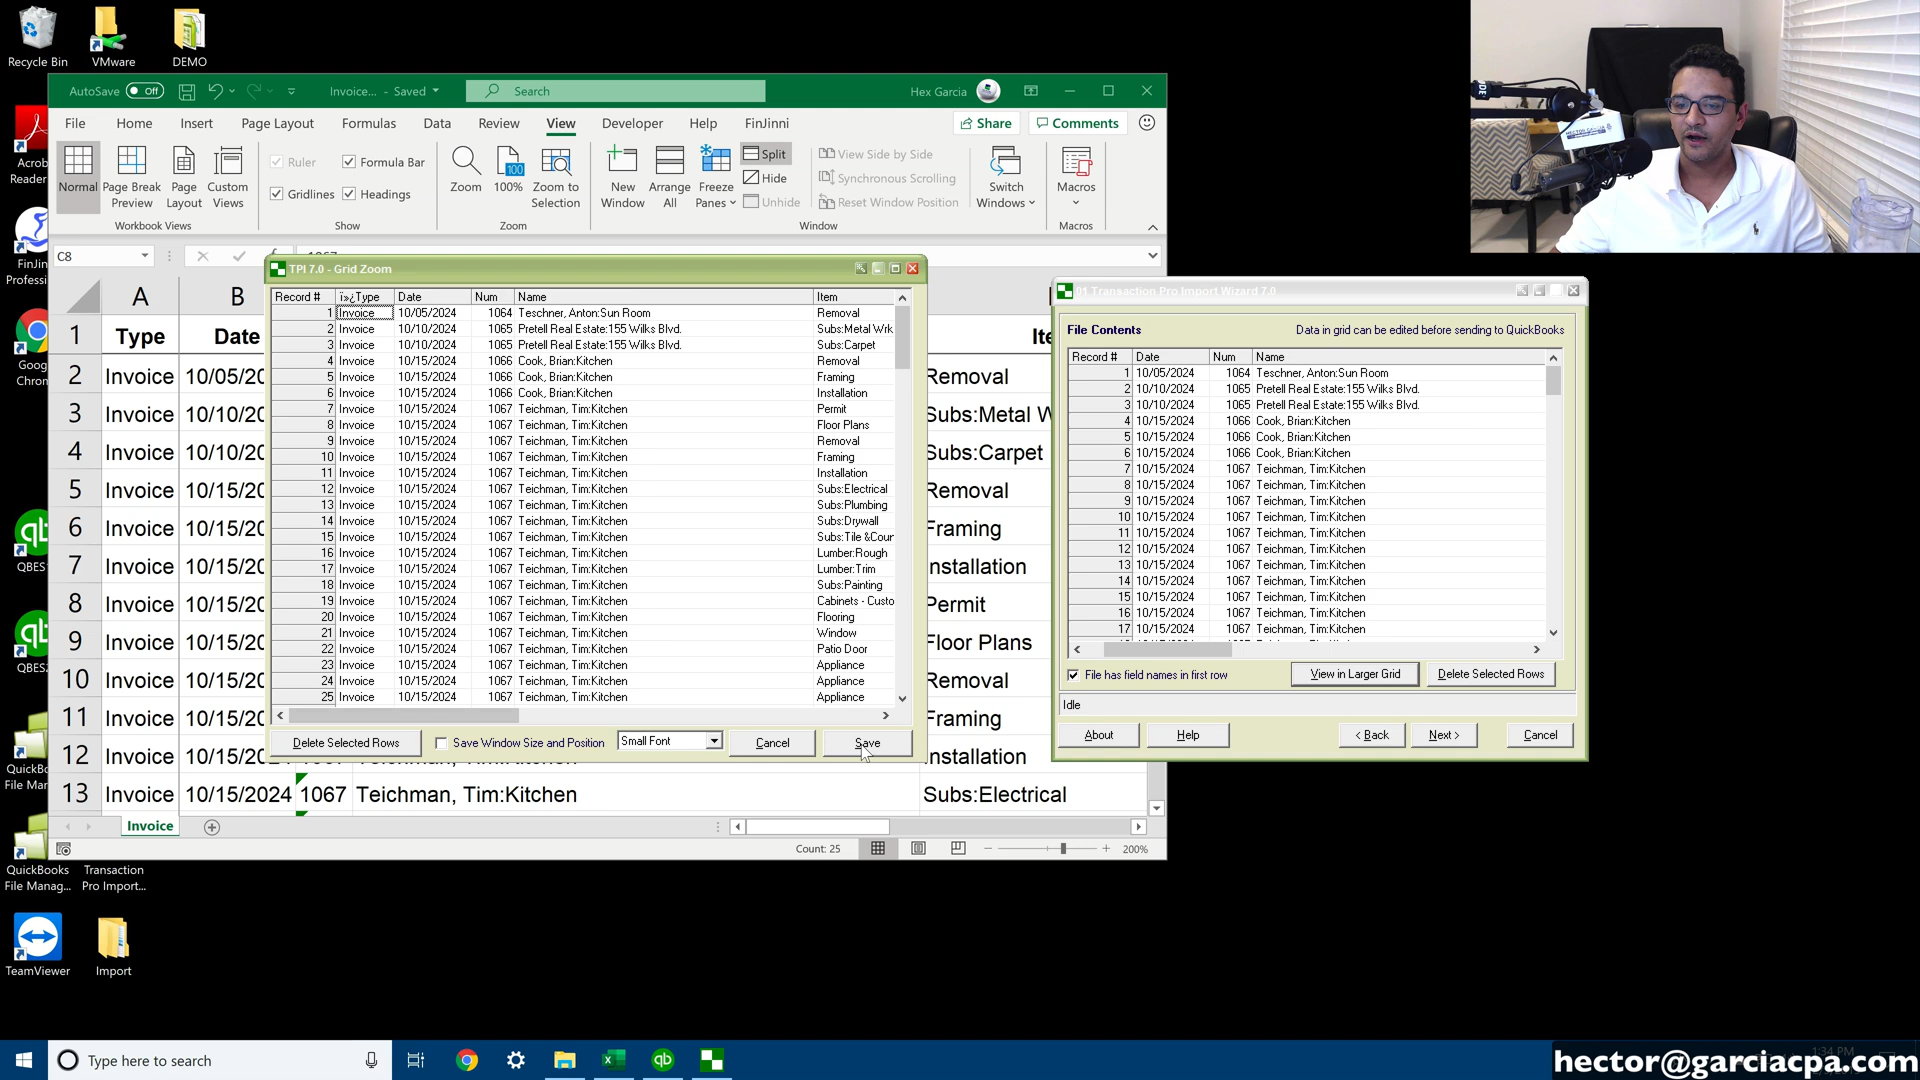 Recycle Bin
VMware
DEMO
Acrob
Reader
FinJin
Professi
Goog
Chron
QBES
QBES
QuickBo
File Man
QuickBooks
File Manag...
Transaction
Pro Import...
TeamViewer
Import
AutoSave Off
Invoice... - Saved
Search
Hex Garcia
File Home Insert Page Layout Formulas Data Review View Developer Help FinJinni
Share Comments
Normal
Page Break
Preview
Page
Layout
Custom
Views
Workbook Views
Ruler
Formula Bar
Gridlines
Headings
Show
Zoom
100
100%
Zoom to
Selection
Zoom
New
Window
Arrange
All
Freeze
Panes
Split
Hide
Unhide
View Side by Side
Synchronous Scrolling
Reset Window Position
Window
Switch
Windows
Macros
Macros
C8
A B
1 Type Date Ite
2 Invoice 10/05/20 Removal
3 Invoice 10/10/20 Subs:Metal W
4 Invoice 10/10/20 Subs:Carpet
5 Invoice 10/15/20 Removal
6 Invoice 10/15/20 Framing
7 Invoice 10/15/20 nstallation
8 Invoice 10/15/20 Permit
9 Invoice 10/15/20 Floor Plans
10 Invoice 10/15/20 Removal
11 Invoice 10/15/20 Framing
12 Invoice 10/15/20 nstallation
13 Invoice 10/15/2024 1067 Teichman, Tim:Kitchen Subs:Electrical
Invoice
Count: 25
200%
TPI 7.0 - Grid Zoom
Record # ï»¿Type Date Num Name Item
1 Invoice 10/05/2024 1064 Teschner, Anton:Sun Room Removal
2 Invoice 10/10/2024 1065 Pretell Real Estate:155 Wilks Blvd. Subs:Metal Wrk
3 Invoice 10/10/2024 1065 Pretell Real Estate:155 Wilks Blvd. Subs:Carpet
4 Invoice 10/15/2024 1066 Cook, Brian:Kitchen Removal
5 Invoice 10/15/2024 1066 Cook, Brian:Kitchen Framing
6 Invoice 10/15/2024 1066 Cook, Brian:Kitchen Installation
7 Invoice 10/15/2024 1067 Teichman, Tim:Kitchen Permit
8 Invoice 10/15/2024 1067 Teichman, Tim:Kitchen Floor Plans
9 Invoice 10/15/2024 1067 Teichman, Tim:Kitchen Removal
10 Invoice 10/15/2024 1067 Teichman, Tim:Kitchen Framing
11 Invoice 10/15/2024 1067 Teichman, Tim:Kitchen Installation
12 Invoice 10/15/2024 1067 Teichman, Tim:Kitchen Subs:Electrical
13 Invoice 10/15/2024 1067 Teichman, Tim:Kitchen Subs:Plumbing
14 Invoice 10/15/2024 1067 Teichman, Tim:Kitchen Subs:Drywall
15 Invoice 10/15/2024 1067 Teichman, Tim:Kitchen Subs:Tile &Cour
16 Invoice 10/15/2024 1067 Teichman, Tim:Kitchen Lumber:Rough
17 Invoice 10/15/2024 1067 Teichman, Tim:Kitchen Lumber:Trim
18 Invoice 10/15/2024 1067 Teichman, Tim:Kitchen Subs:Painting
19 Invoice 10/15/2024 1067 Teichman, Tim:Kitchen Cabinets - Custo
20 Invoice 10/15/2024 1067 Teichman, Tim:Kitchen Flooring
21 Invoice 10/15/2024 1067 Teichman, Tim:Kitchen Window
22 Invoice 10/15/2024 1067 Teichman, Tim:Kitchen Patio Door
23 Invoice 10/15/2024 1067 Teichman, Tim:Kitchen Appliance
24 Invoice 10/15/2024 1067 Teichman, Tim:Kitchen Appliance
25 Invoice 10/15/2024 1067 Teichman, Tim:Kitchen Appliance
Delete Selected Rows
Save Window Size and Position
Small Font
Cancel
Save
01 Transaction Pro Import Wizard 7.0
File Contents
Data in grid can be edited before sending to QuickBooks
Record # Date Num Name
1 10/05/2024 1064 Teschner, Anton:Sun Room
2 10/10/2024 1065 Pretell Real Estate:155 Wilks Blvd.
3 10/10/2024 1065 Pretell Real Estate:155 Wilks Blvd.
4 10/15/2024 1066 Cook, Brian:Kitchen
5 10/15/2024 1066 Cook, Brian:Kitchen
6 10/15/2024 1066 Cook, Brian:Kitchen
7 10/15/2024 1067 Teichman, Tim:Kitchen
8 10/15/2024 1067 Teichman, Tim:Kitchen
9 10/15/2024 1067 Teichman, Tim:Kitchen
10 10/15/2024 1067 Teichman, Tim:Kitchen
11 10/15/2024 1067 Teichman, Tim:Kitchen
12 10/15/2024 1067 Teichman, Tim:Kitchen
13 10/15/2024 1067 Teichman, Tim:Kitchen
14 10/15/2024 1067 Teichman, Tim:Kitchen
15 10/15/2024 1067 Teichman, Tim:Kitchen
16 10/15/2024 1067 Teichman, Tim:Kitchen
17 10/15/2024 1067 Teichman, Tim:Kitchen
File has field names in first row
View in Larger Grid
Delete Selected Rows
Idle
About
Help
< Back
Next >
Cancel
Type here to search
1:34 PM
hector@garciacpa.com